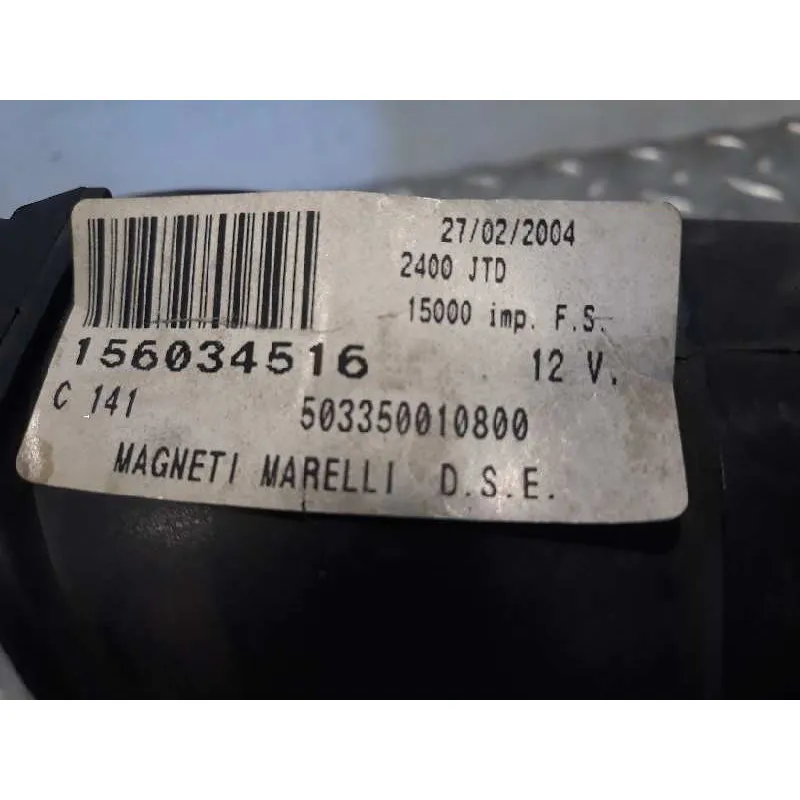 27/02/2004
2400 JTD
15000 imp. F.S.
156034516 12 V.
C 141 503350010800
MAGNETI MARELLI D.S.E.